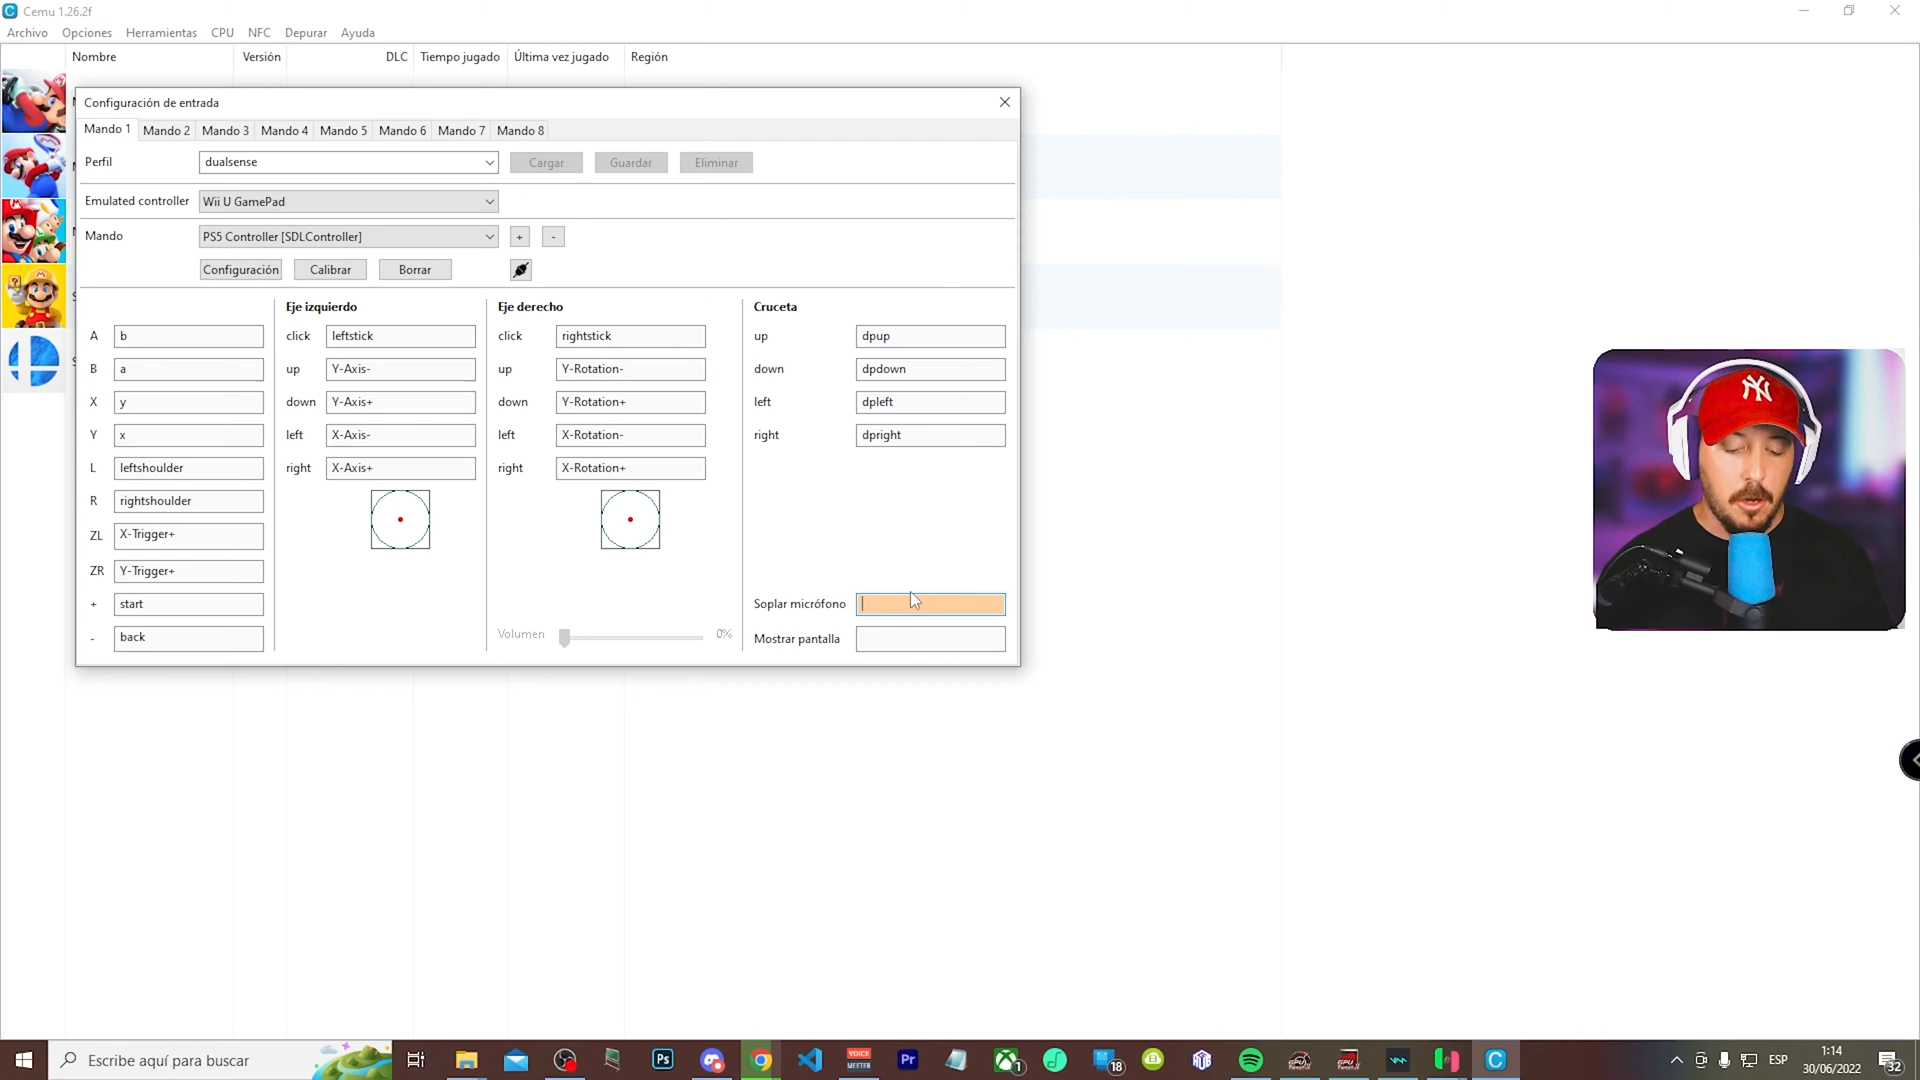 Cemu 1.26.2f
Archivo Opciones Herramientas CPU NFC Depurar Ayuda
Nombre Versión DLC Tiempo jugado Última vez jugado Región
Configuración de entrada
Mando 1 Mando 2 Mando 3 Mando 4 Mando 5 Mando 6 Mando 7 Mando 8
Perfil dualsense Cargar Guardar Eliminar
Emulated controller Wii U GamePad
Mando PS5 Controller [SDLController] + -
Configuración Calibrar Borrar
Eje izquierdo Eje derecho Cruceta
A b click leftstick click rightstick up dpup
B a up Y-Axis- up Y-Rotation- down dpdown
X y down Y-Axis+ down Y-Rotation+ left dpleft
Y x left X-Axis- left X-Rotation- right dpright
L leftshoulder right X-Axis+ right X-Rotation+
R rightshoulder
ZL X-Trigger+
ZR Y-Trigger+
+ start Soplar micrófono
- back Volumen 0% Mostrar pantalla
NY
Escribe aquí para buscar
Ps
VOICE
MEETER
Pr
1
18
ESP
1:14
30/06/2022
32